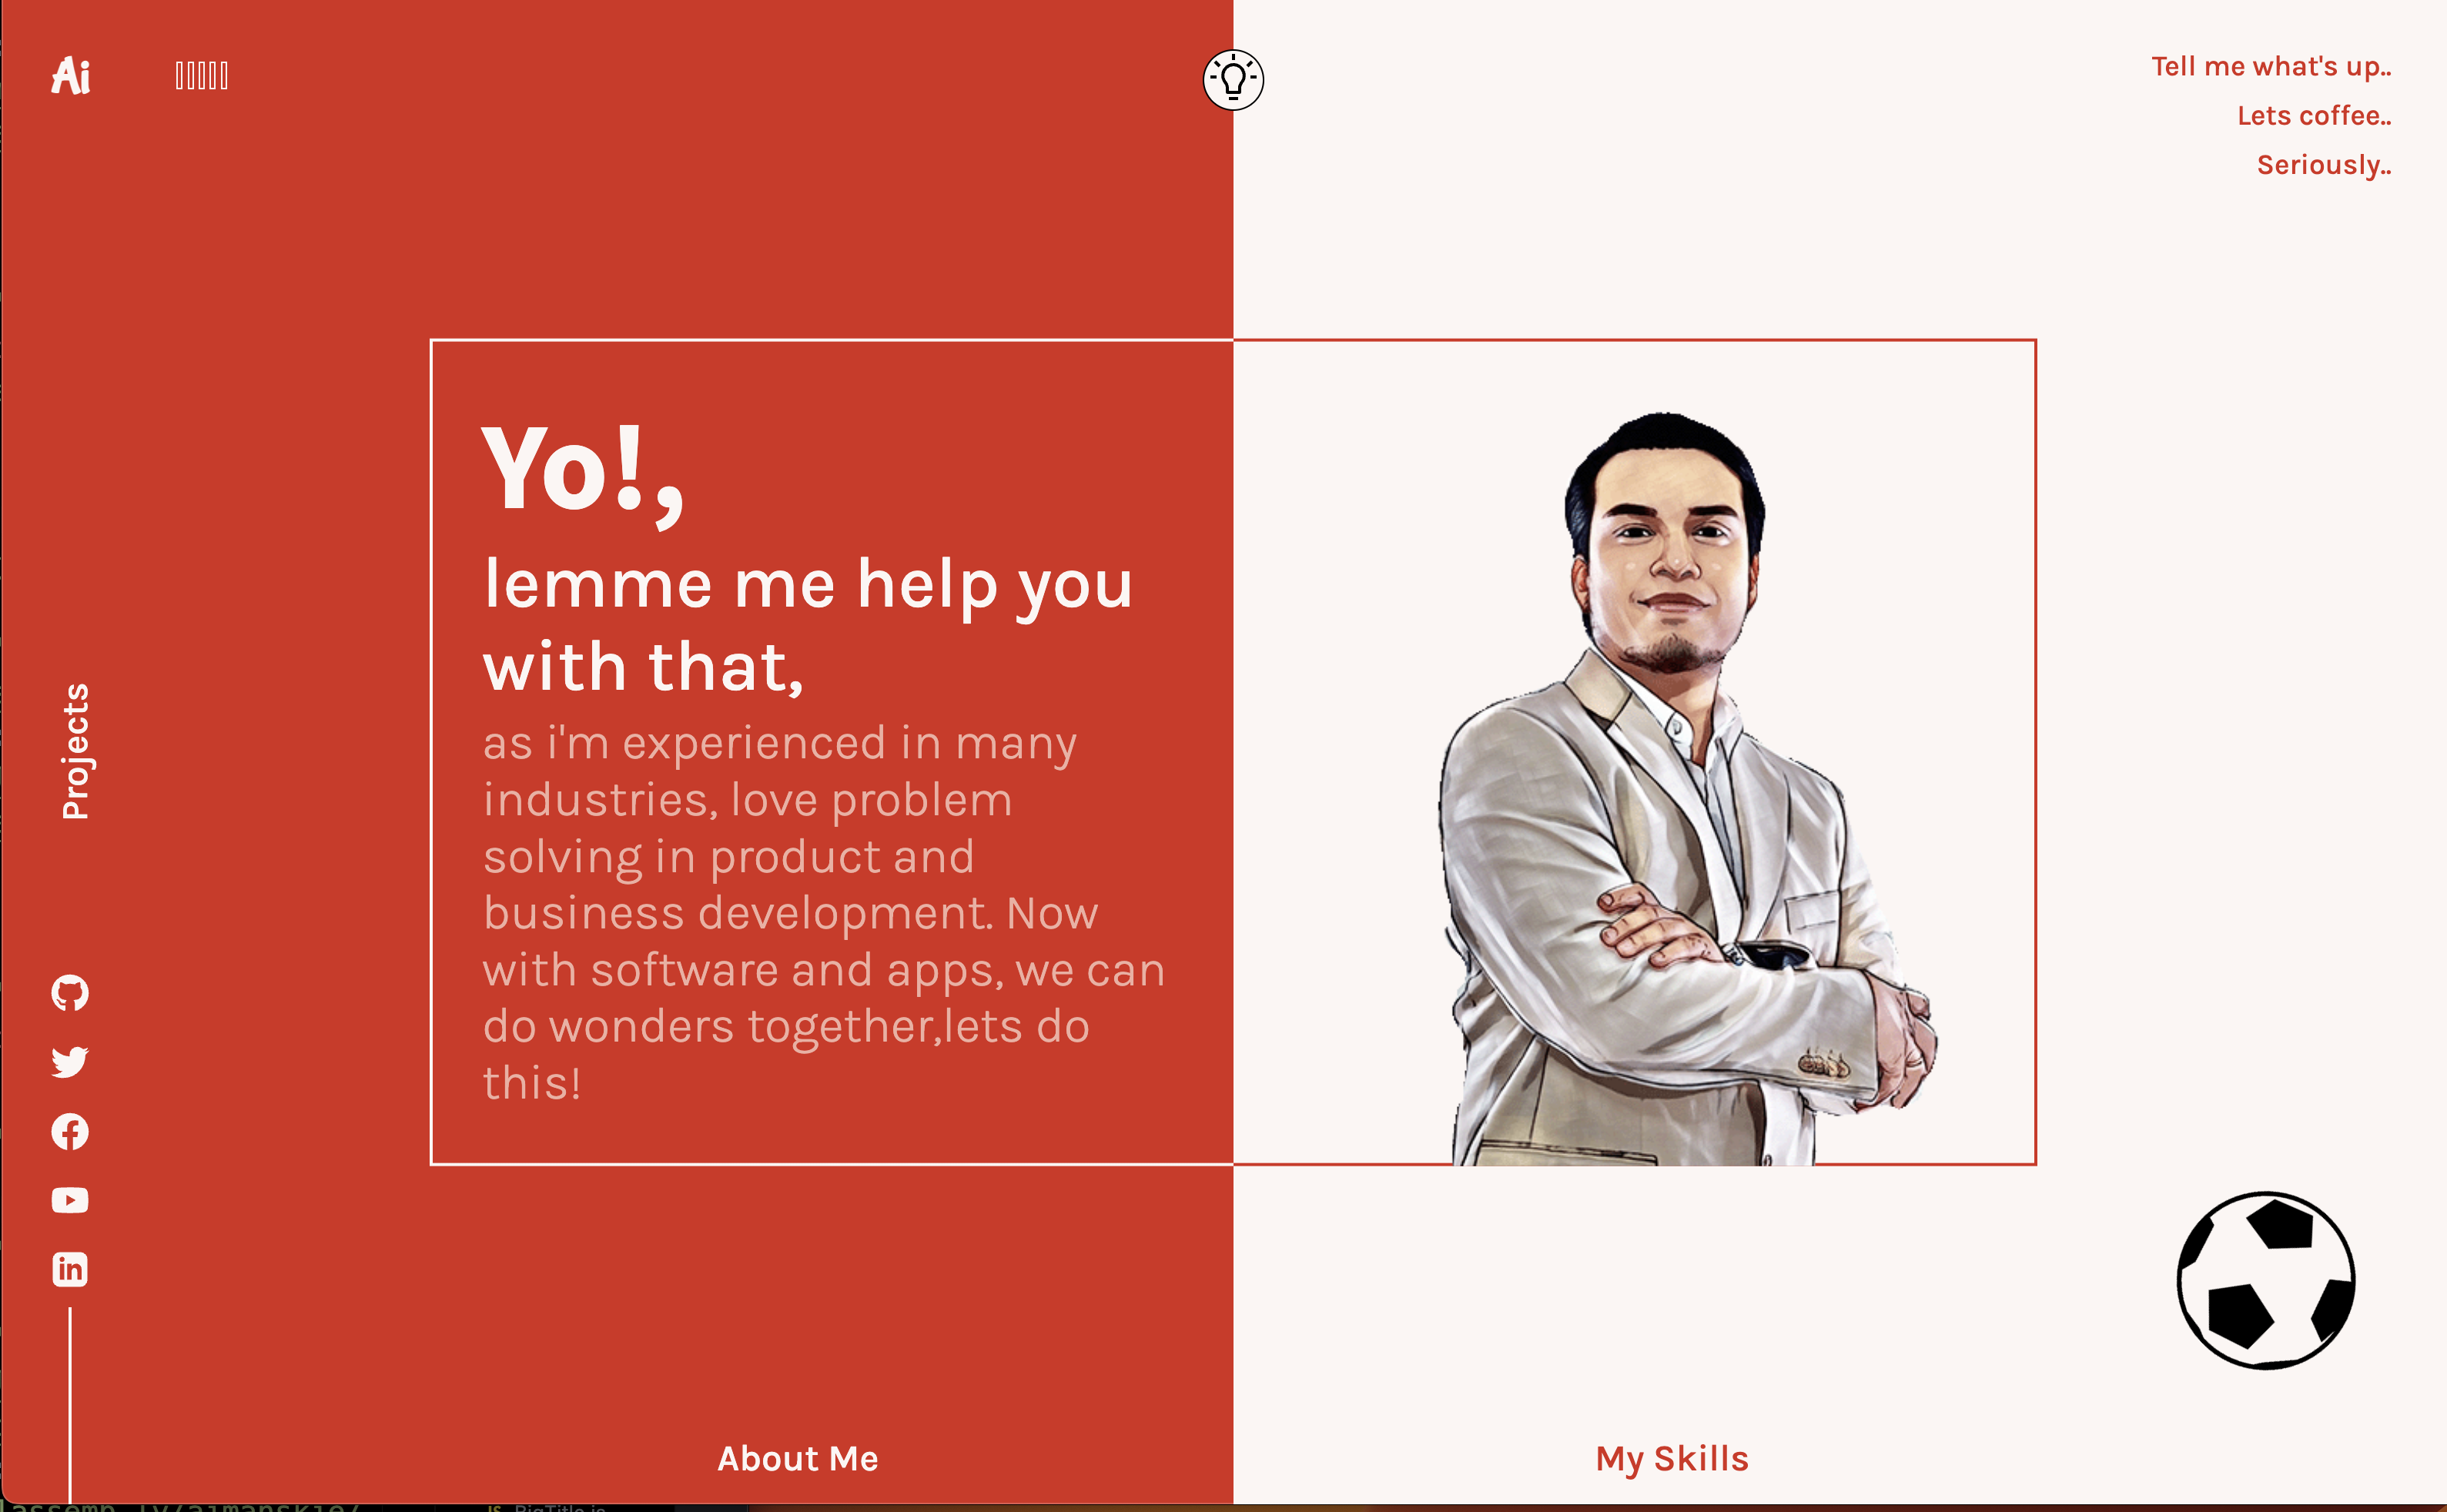 Ai
Tell me what's up..
Lets coffee..
Seriously..
Yo!,
lemme me help you
with that,
as i'm experienced in many
industries, love problem
solving in product and
business development. Now
with software and apps, we can
do wonders together,lets do
this!
Projects
in
About Me
My Skills